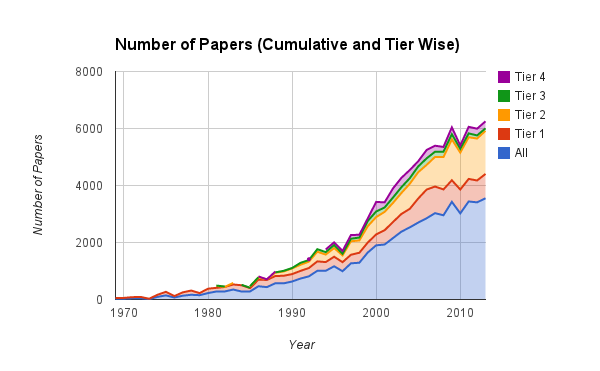 Number of Papers (Cumulative and Tier Wise)
8000
6000
4000
2000
0
Number of Papers
1970
1980
1990
2000
2010
Year
Tier 4
Tier 3
Tier 2
Tier 1
All